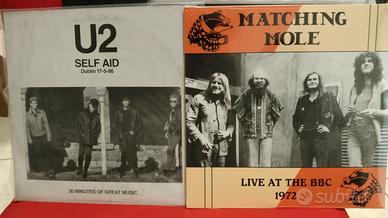 U2
SELF AID
Dublin 17-5-86
30 MINUTES OF GREAT MUSIC
MATCHING
MOLE
LIVE AT THE BBC
1972
subito